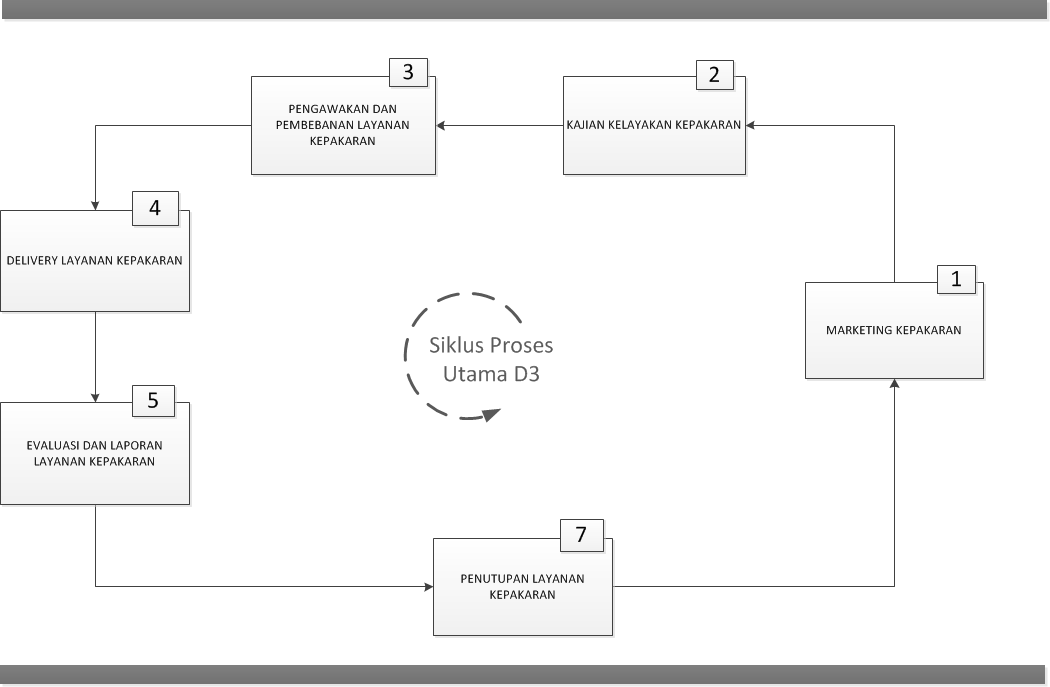 3
PENGAWAKAN DAN
PEMBEBANAN LAYANAN
KEPAKARAN
2
KAJIAN KELAYAKAN KEPAKARAN
4
DELIVERY LAYANAN KEPAKARAN
1
MARKETING KEPAKARAN
Siklus Proses
Utama D3
5
EVALUASI DAN LAPORAN
LAYANAN KEPAKARAN
7
PENUTUPAN LAYANAN
KEPAKARAN